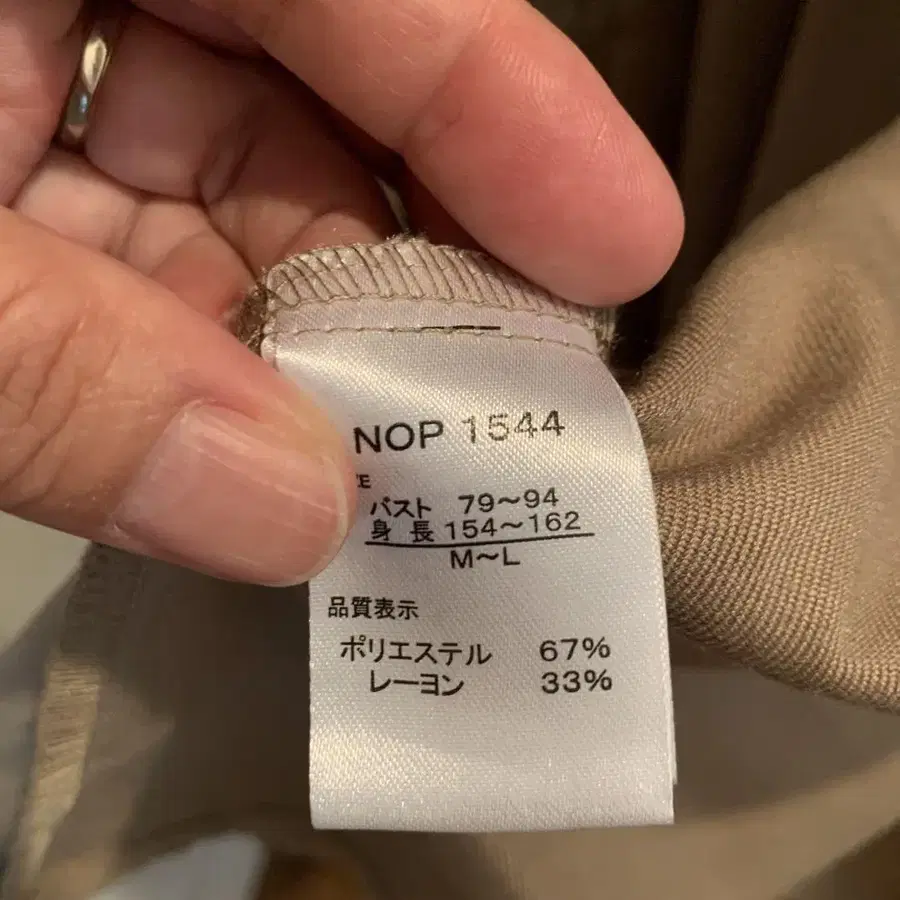 NOP 1544
バスト 79〜94
身長 154〜162
M〜L
品質表示
ポリエステル 67%
レーヨン 33%